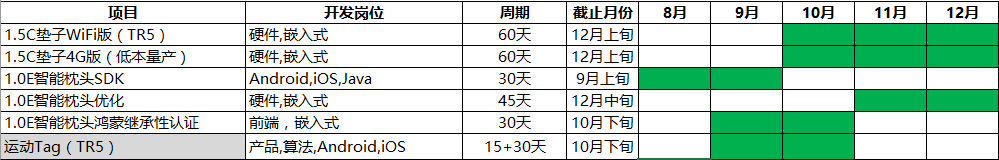 项目 开发岗位 周期 截止月份 8月 9月 10月 11月 12月
1.5C垫子WiFi版（TR5） 硬件,嵌入式 60天 12月上旬
1.5C垫子4G版（低本量产） 硬件,嵌入式 60天 12月上旬
1.0E智能枕头SDK Android,iOS,Java 30天 9月上旬
1.0E智能枕头优化 硬件,嵌入式 45天 12月中旬
1.0E智能枕头鸿蒙继承性认证 前端，嵌入式 30天 10月下旬
运动Tag（TR5） 产品,算法,Android,iOS 15+30天 10月下旬